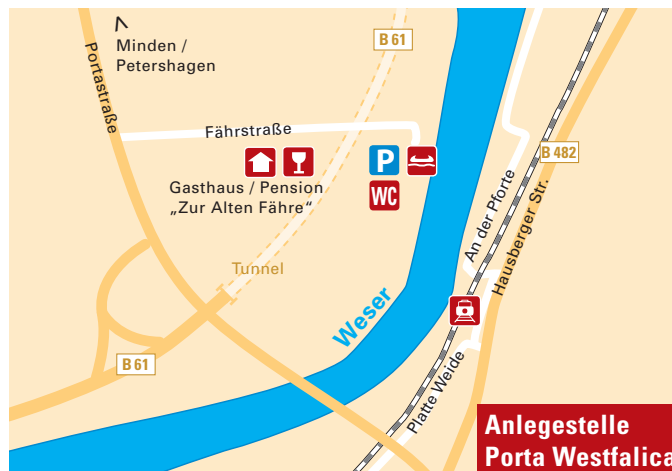 Minden /
Petershagen
B 61
Portastraße
Fährstraße
P
WC
Gasthaus / Pension
„Zur Alten Fähre“
B 482
An der Pforte
Hausberger Str.
Tunnel
Weser
B 61
Platte Weide
Anlegestelle
Porta Westfalica